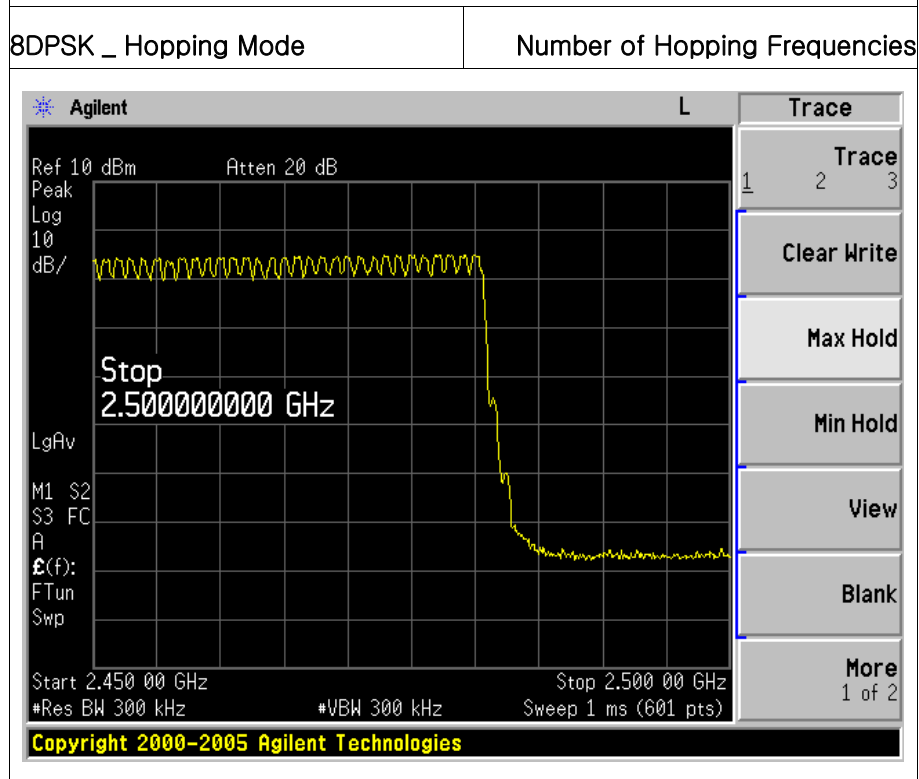 8DPSK _ Hopping Mode
Number of Hopping Frequencies
Agilent
L
Trace
Ref 10 dBm
Atten 20 dB
Peak
Log
10
dB/
Stop
2.500000000 GHz
LgAv
M1 S2
S3 FC
A
£(f):
FTun
Swp
Start 2.450 00 GHz
Stop 2.500 00 GHz
#Res BW 300 kHz
#VBW 300 kHz
Sweep 1 ms (601 pts)
Copyright 2000-2005 Agilent Technologies
Trace
1 2 3
Clear Write
Max Hold
Min Hold
View
Blank
More
1 of 2